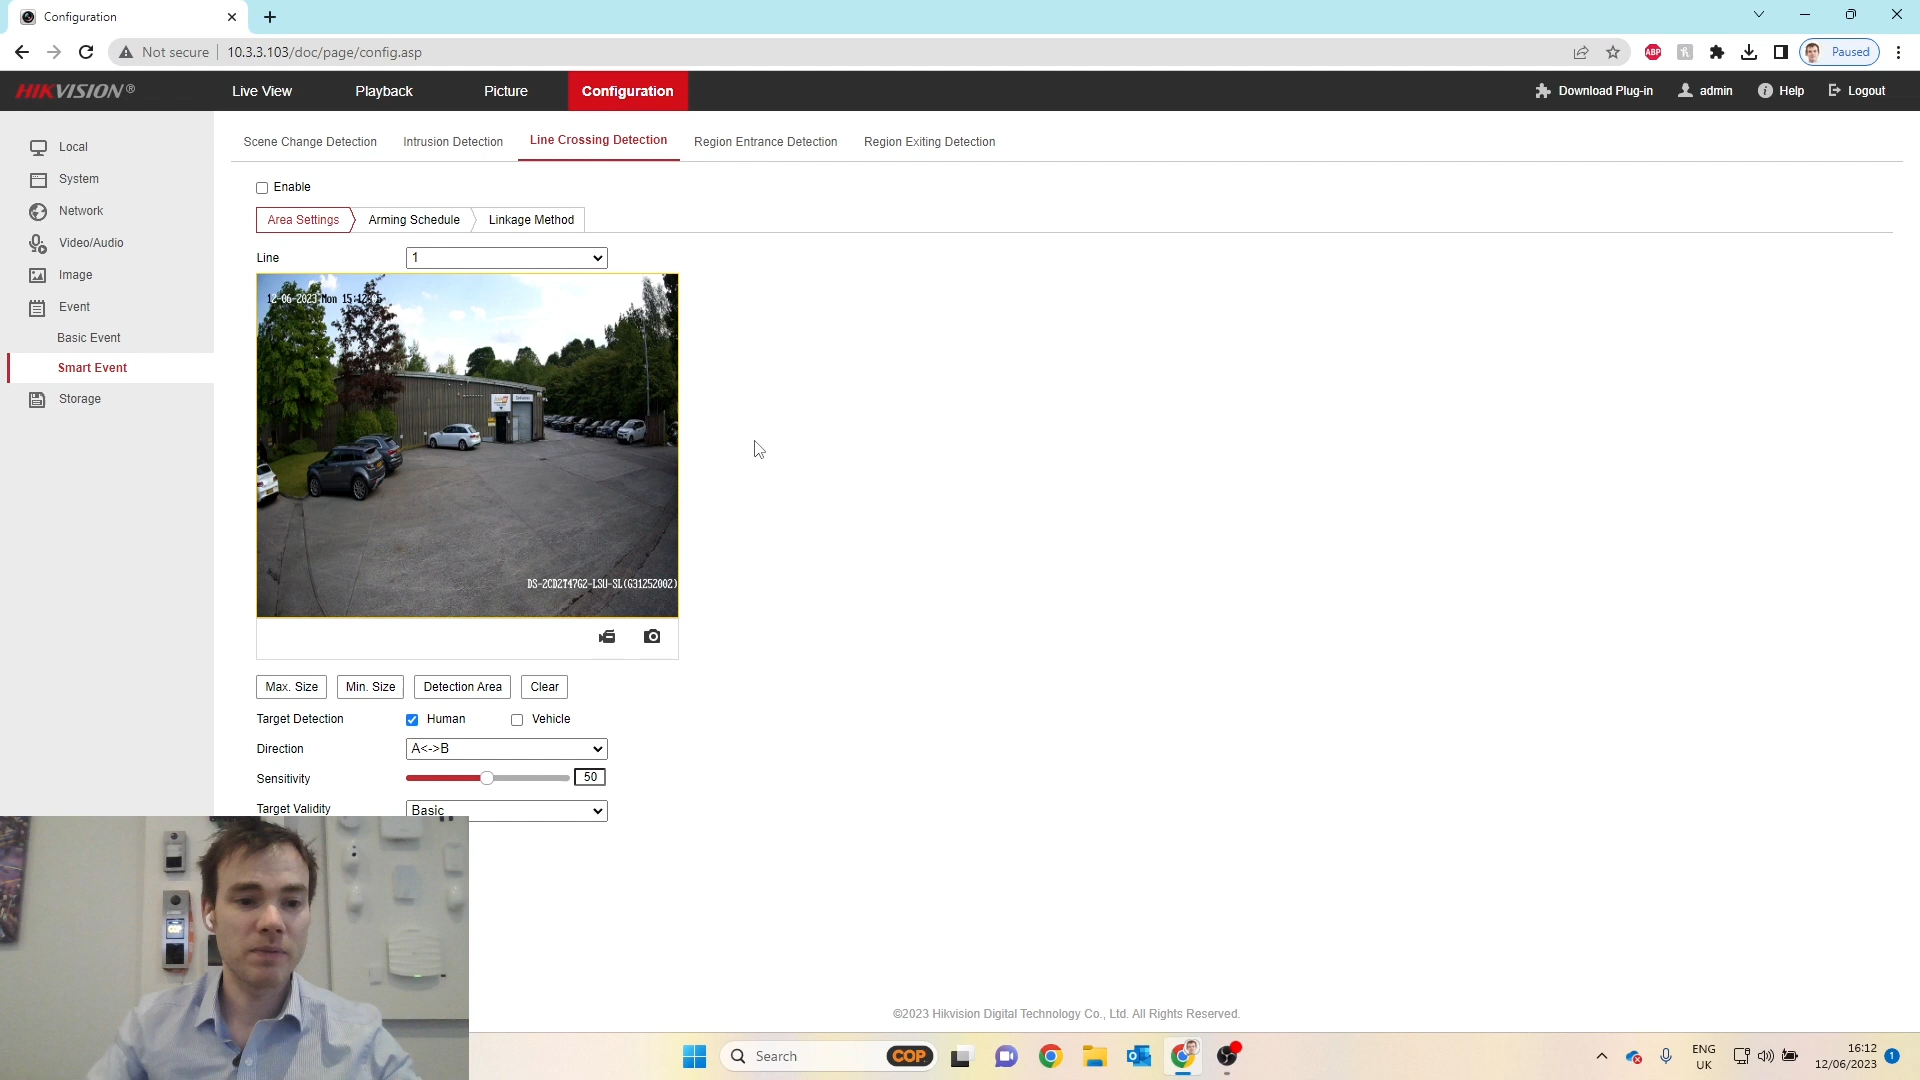 Configuration
Not secure 10.3.3.103/doc/page/config.asp
ABP
Paused
HIKVISION®
Live View
Playback
Picture
Configuration
Download Plug-in
admin
Help
Logout
Local
System
Network
Video/Audio
Image
Event
Basic Event
Smart Event
Storage
Scene Change Detection
Intrusion Detection
Line Crossing Detection
Region Entrance Detection
Region Exiting Detection
Enable
Area Settings
Arming Schedule
Linkage Method
Line
1
12-06-2023 Mon 15:12:05
DS-2CD2T47G2-LSU-SL(G31252002)
Max. Size
Min. Size
Detection Area
Clear
Target Detection
Human
Vehicle
Direction
A<->B
Sensitivity
50
Target Validity
Basic
COP
©2023 Hikvision Digital Technology Co., Ltd. All Rights Reserved.
Search
COP
ENG
UK
16:12
12/06/2023
1